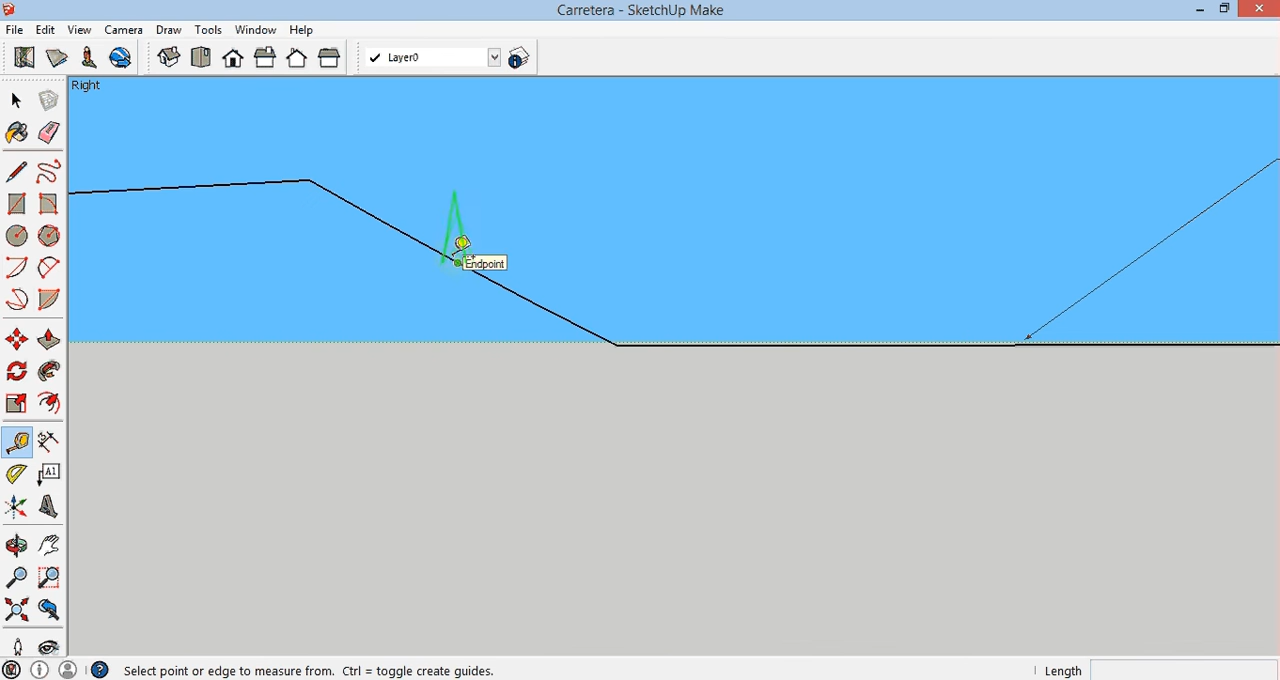 Carretera - SketchUp Make
File Edit View Camera Draw Tools Window Help
Layer0
Right
Endpoint
A1
Select point or edge to measure from. Ctrl = toggle create guides.
Length